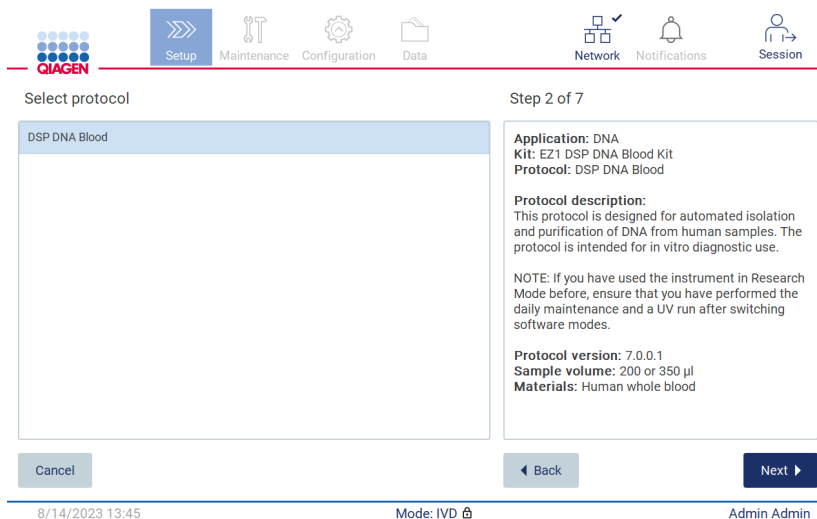 QIAGEN
Setup
Maintenance
Configuration
Data
Network
Notifications
Session
Select protocol
Step 2 of 7
DSP DNA Blood
Application: DNA
Kit: EZ1 DSP DNA Blood Kit
Protocol: DSP DNA Blood
Protocol description:
This protocol is designed for automated isolation
and purification of DNA from human samples. The
protocol is intended for in vitro diagnostic use.
NOTE: If you have used the instrument in Research
Mode before, ensure that you have performed the
daily maintenance and a UV run after switching
software modes.
Protocol version: 7.0.0.1
Sample volume: 200 or 350 µl
Materials: Human whole blood
Cancel
Back
Next
8/14/2023 13:45
Mode: IVD
Admin Admin